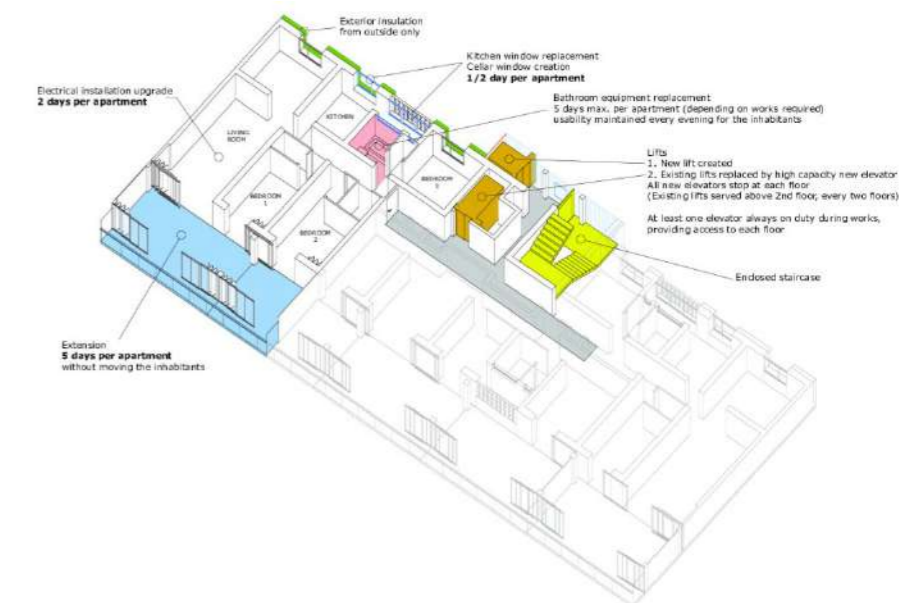 Exterior insulation
from outside only
Kitchen window replacement
Cellar window creation
1/2 day per apartment
Electrical installation upgrade
2 days per apartment
Bathroom equipment replacement
5 days max. per apartment (depending on works required)
usability maintained every evening for the inhabitants
KITCHEN
LIVING
ROOM
Lifts
1. New lift created
2. Existing lifts replaced by high capacity new elevator
All new elevators stop at each floor
(Existing lifts served above 2nd floor, every two floors)
BEDROOM
3
BEDROOM
1
At least one elevator always on duty during works,
providing access to each floor
BEDROOM
2
Enclosed staircase
Extension
5 days per apartment
without moving the inhabitants